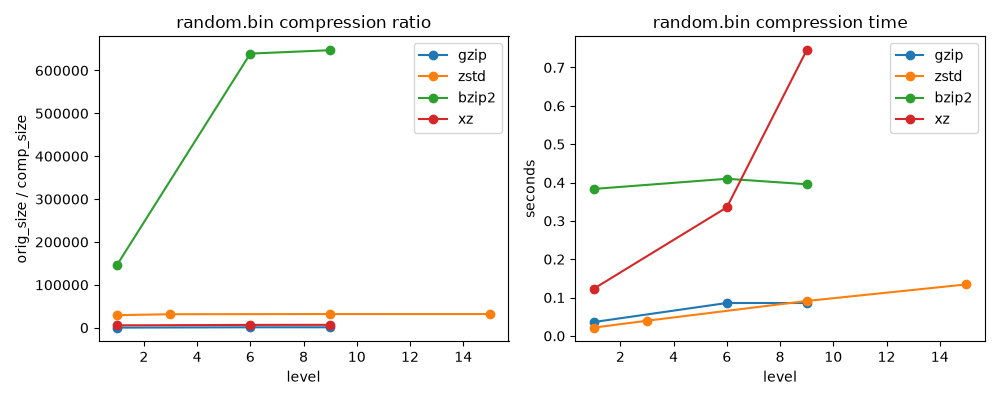 random.bin compression ratio
orig_size / comp_size
600000
500000
400000
300000
200000
100000
0
2 4 6 8 10 12 14
level
gzip
zstd
bzip2
xz
random.bin compression time
seconds
0.7
0.6
0.5
0.4
0.3
0.2
0.1
0.0
2 4 6 8 10 12 14
level
gzip
zstd
bzip2
xz